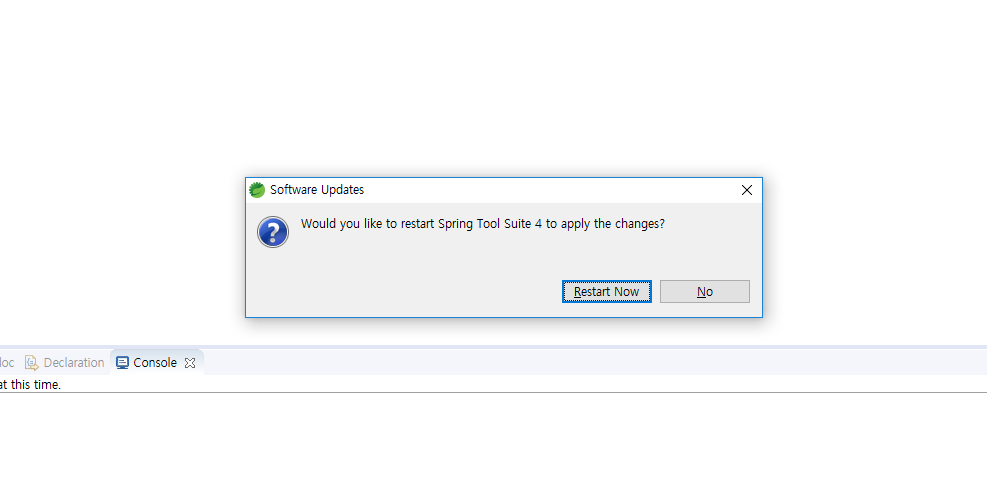 Software Updates
Would you like to restart Spring Tool Suite 4 to apply the changes?
Restart Now
No
Declaration
Console
at this time.